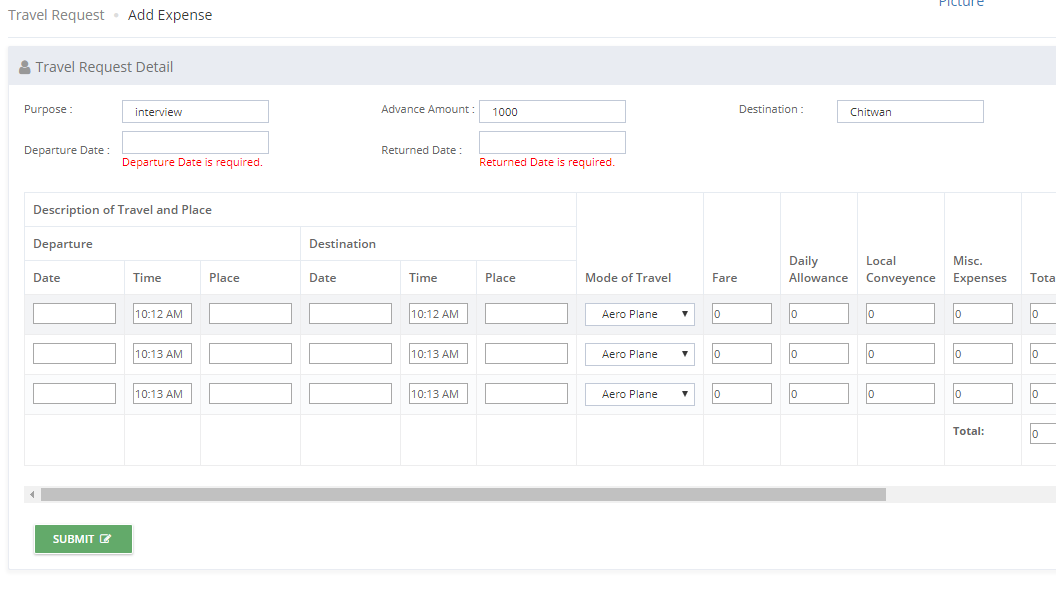 Picture
Travel Request Add Expense
Travel Request Detail
Purpose : interview Advance Amount : 1000 Destination : Chitwan
Departure Date : Returned Date :
Departure Date is required. Returned Date is required.
Description of Travel and Place
Departure Destination
Date Time Place Date Time Place Mode of Travel Fare Daily Allowance Local Conveyence Misc. Expenses Tota
10:12 AM 10:12 AM Aero Plane 0 0 0 0 0
10:13 AM 10:13 AM Aero Plane 0 0 0 0 0
10:13 AM 10:13 AM Aero Plane 0 0 0 0 0
Total: 0
SUBMIT